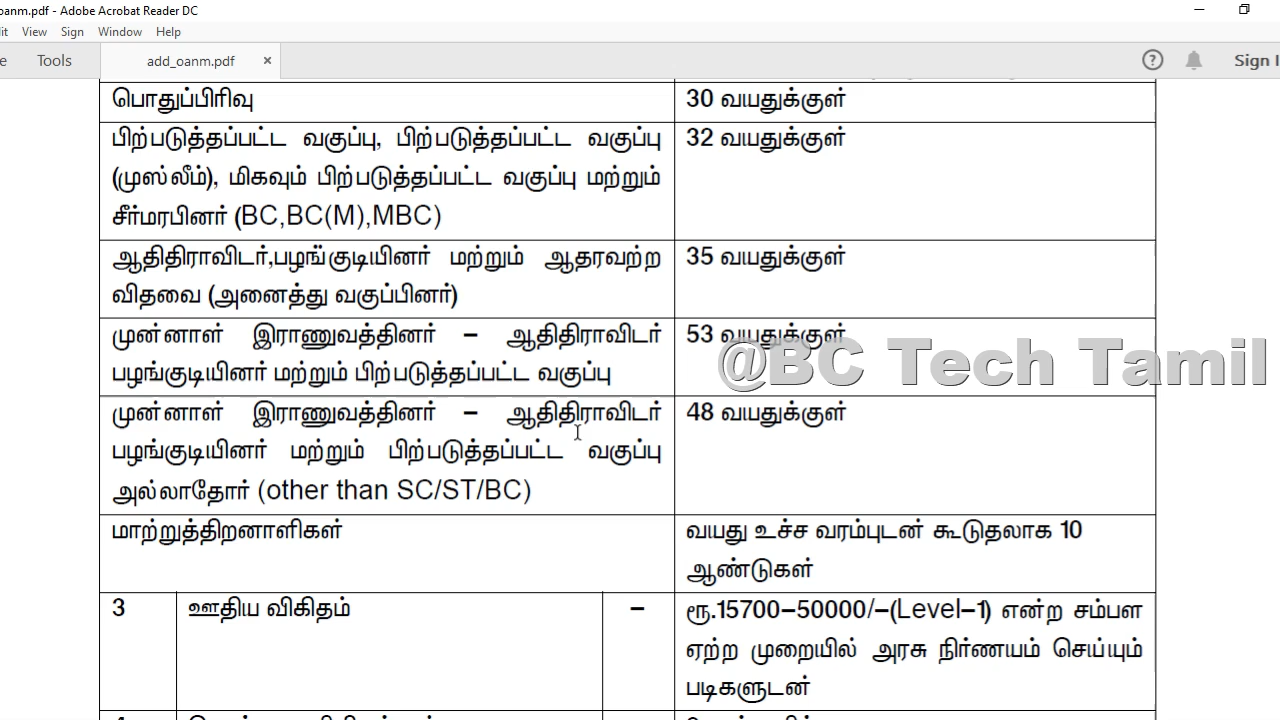 oanm.pdf - Adobe Acrobat Reader DC
View Sign Window Help
Tools add_oanm.pdf × ? Sign
பொதுப்பிரிவு 30 வயதுக்குள்
பிற்படுத்தப்பட்ட வகுப்பு, பிற்படுத்தப்பட்ட வகுப்பு 32 வயதுக்குள்
(முஸ்லீம்), மிகவும் பிற்படுத்தப்பட்ட வகுப்பு மற்றும்
சீர்மரபினர் (BC,BC(M),MBC)
ஆதிதிராவிடர்,பழங்குடியினர் மற்றும் ஆதரவற்ற 35 வயதுக்குள்
விதவை (அனைத்து வகுப்பினர்)
முன்னாள் இராணுவத்தினர் – ஆதிதிராவிடர் 53 வயதுக்குள்
@BC Tech Tamil
பழங்குடியினர் மற்றும் பிற்படுத்தப்பட்ட வகுப்பு
முன்னாள் இராணுவத்தினர் – ஆதிதிராவிடர் 48 வயதுக்குள்
பழங்குடியினர் மற்றும் பிற்படுத்தப்பட்ட வகுப்பு
அல்லாதோர் (other than SC/ST/BC)
மாற்றுத்திறனாளிகள் வயது உச்ச வரம்புடன் கூடுதலாக 10
ஆண்டுகள்
3 ஊதிய விகிதம் – ரூ.15700–50000/–(Level–1) என்ற சம்பள
ஏற்ற முறையில் அரசு நிர்ணயம் செய்யும்
படிகளுடன்